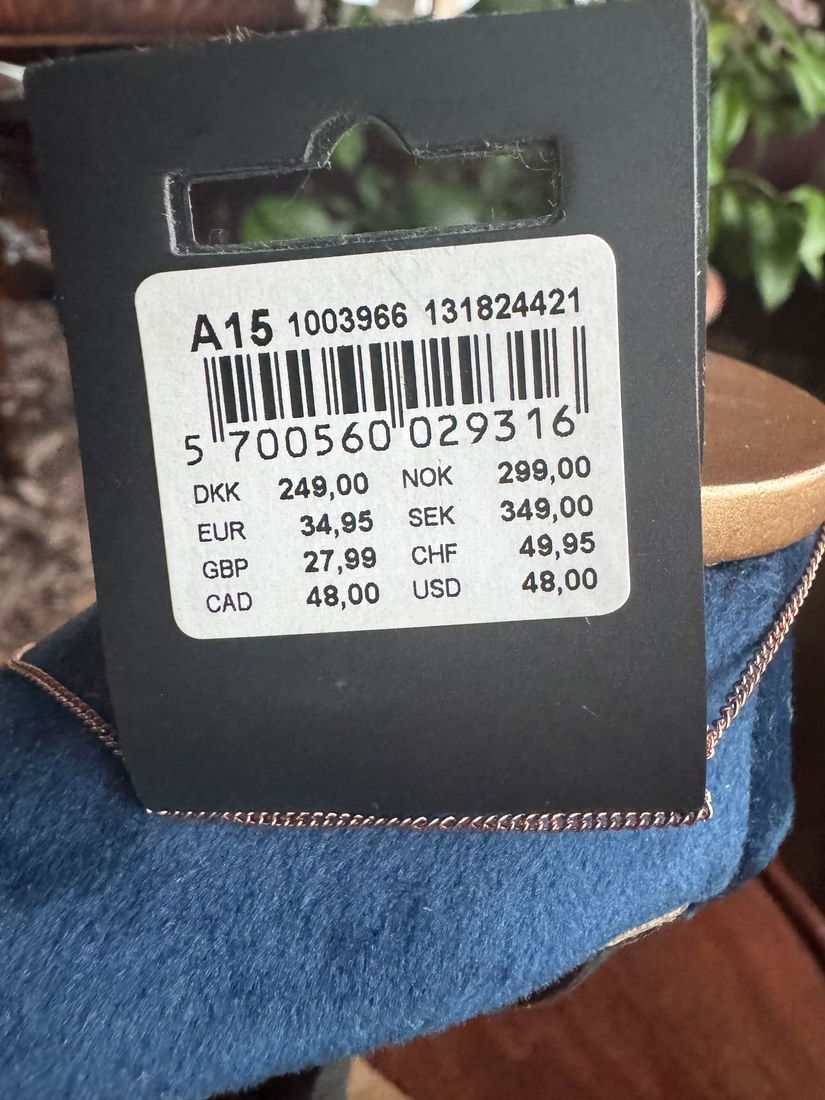 A15 1003966 131824421
5 700560 029316
DKK 249,00 NOK 299,00
EUR 34,95 SEK 349,00
GBP 27,99 CHF 49,95
CAD 48,00 USD 48,00